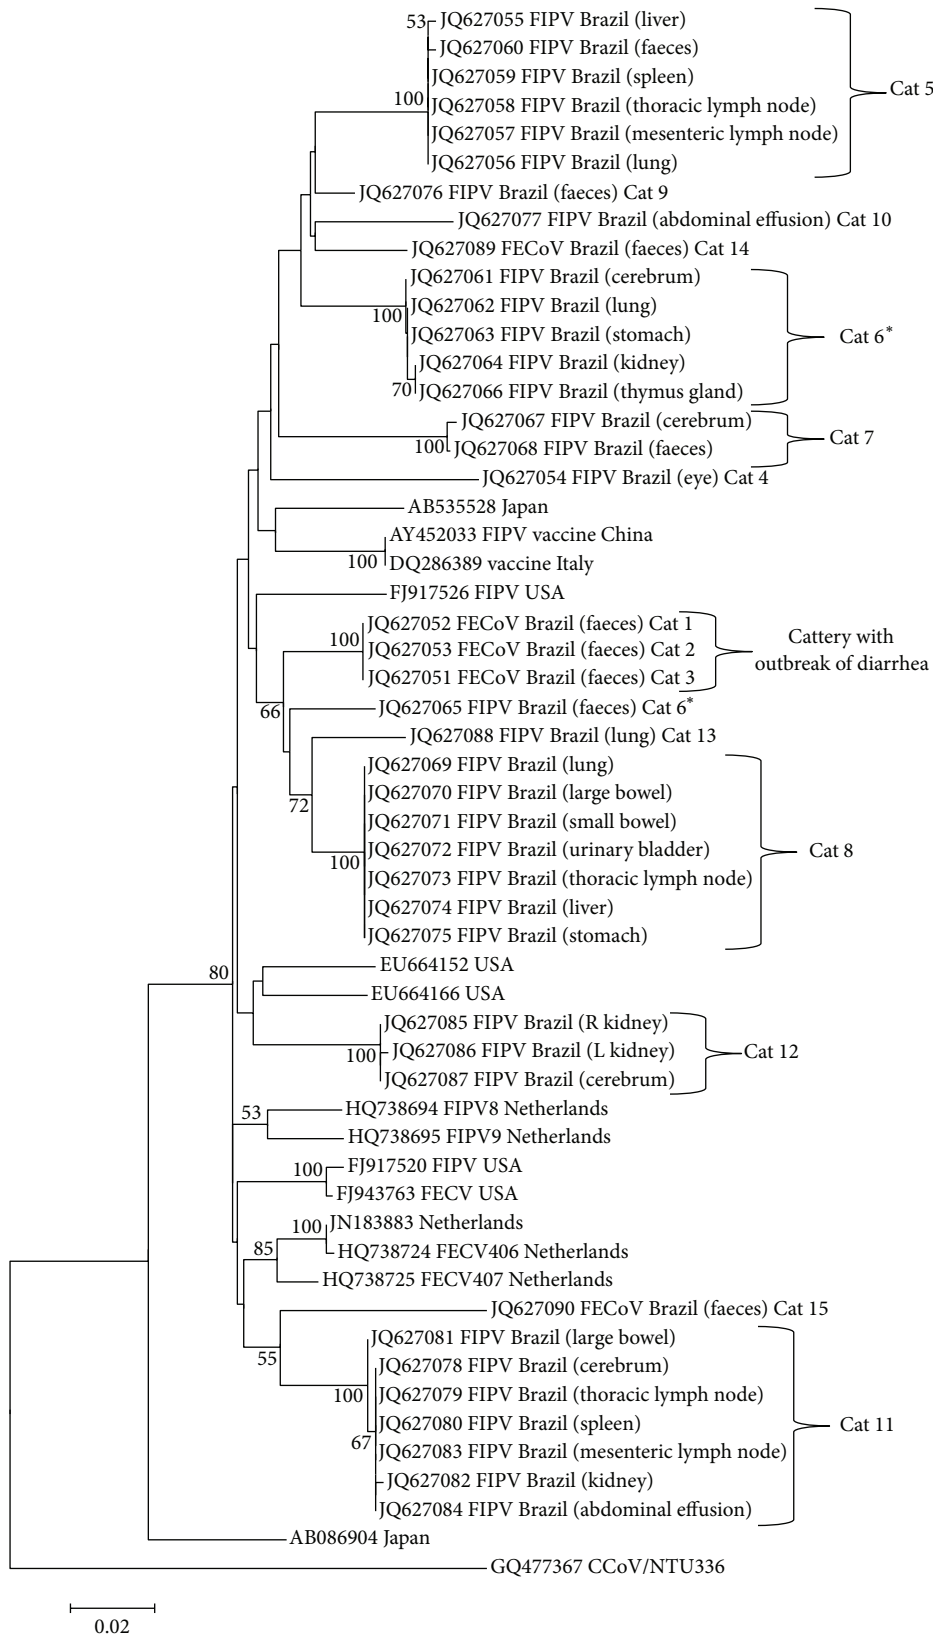 53
JQ627055 FIPV Brazil (liver)
JQ627060 FIPV Brazil (faeces)
JQ627059 FIPV Brazil (spleen)
100
JQ627058 FIPV Brazil (thoracic lymph node)
JQ627057 FIPV Brazil (mesenteric lymph node)
JQ627056 FIPV Brazil (lung)
Cat 5
JQ627076 FIPV Brazil (faeces) Cat 9
JQ627077 FIPV Brazil (abdominal effusion) Cat 10
JQ627089 FECoV Brazil (faeces) Cat 14
JQ627061 FIPV Brazil (cerebrum)
JQ627062 FIPV Brazil (lung)
100
JQ627063 FIPV Brazil (stomach)
JQ627064 FIPV Brazil (kidney)
70
JQ627066 FIPV Brazil (thymus gland)
Cat 6*
JQ627067 FIPV Brazil (cerebrum)
100
JQ627068 FIPV Brazil (faeces)
Cat 7
JQ627054 FIPV Brazil (eye) Cat 4
AB535528 Japan
AY452033 FIPV vaccine China
100
DQ286389 vaccine Italy
FJ917526 FIPV USA
JQ627052 FECoV Brazil (faeces) Cat 1
100
JQ627053 FECoV Brazil (faeces) Cat 2
JQ627051 FECoV Brazil (faeces) Cat 3
Cattery with
outbreak of diarrhea
66
JQ627065 FIPV Brazil (faeces) Cat 6*
JQ627088 FIPV Brazil (lung) Cat 13
72
JQ627069 FIPV Brazil (lung)
JQ627070 FIPV Brazil (large bowel)
JQ627071 FIPV Brazil (small bowel)
JQ627072 FIPV Brazil (urinary bladder)
100
JQ627073 FIPV Brazil (thoracic lymph node)
JQ627074 FIPV Brazil (liver)
JQ627075 FIPV Brazil (stomach)
Cat 8
80
EU664152 USA
EU664166 USA
JQ627085 FIPV Brazil (R kidney)
100
JQ627086 FIPV Brazil (L kidney)
JQ627087 FIPV Brazil (cerebrum)
Cat 12
53
HQ738694 FIPV8 Netherlands
HQ738695 FIPV9 Netherlands
100
FJ917520 FIPV USA
FJ943763 FECV USA
100
JN183883 Netherlands
85
HQ738724 FECV406 Netherlands
HQ738725 FECV407 Netherlands
JQ627090 FECoV Brazil (faeces) Cat 15
55
JQ627081 FIPV Brazil (large bowel)
JQ627078 FIPV Brazil (cerebrum)
100
JQ627079 FIPV Brazil (thoracic lymph node)
JQ627080 FIPV Brazil (spleen)
67
JQ627083 FIPV Brazil (mesenteric lymph node)
JQ627082 FIPV Brazil (kidney)
JQ627084 FIPV Brazil (abdominal effusion)
Cat 11
AB086904 Japan
GQ477367 CCoV/NTU336
0.02